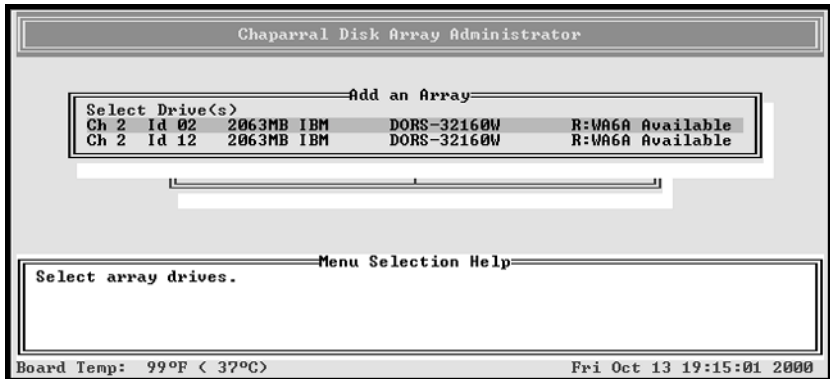 Chaparral Disk Array Administrator
Add an Array
Select Drive(s)
Ch 2 Id 02 2063MB IBM DORS-32160W R:WA6A Available
Ch 2 Id 12 2063MB IBM DORS-32160W R:WA6A Available
Menu Selection Help
Select array drives.
Board Temp: 99ºF ( 37ºC) Fri Oct 13 19:15:01 2000